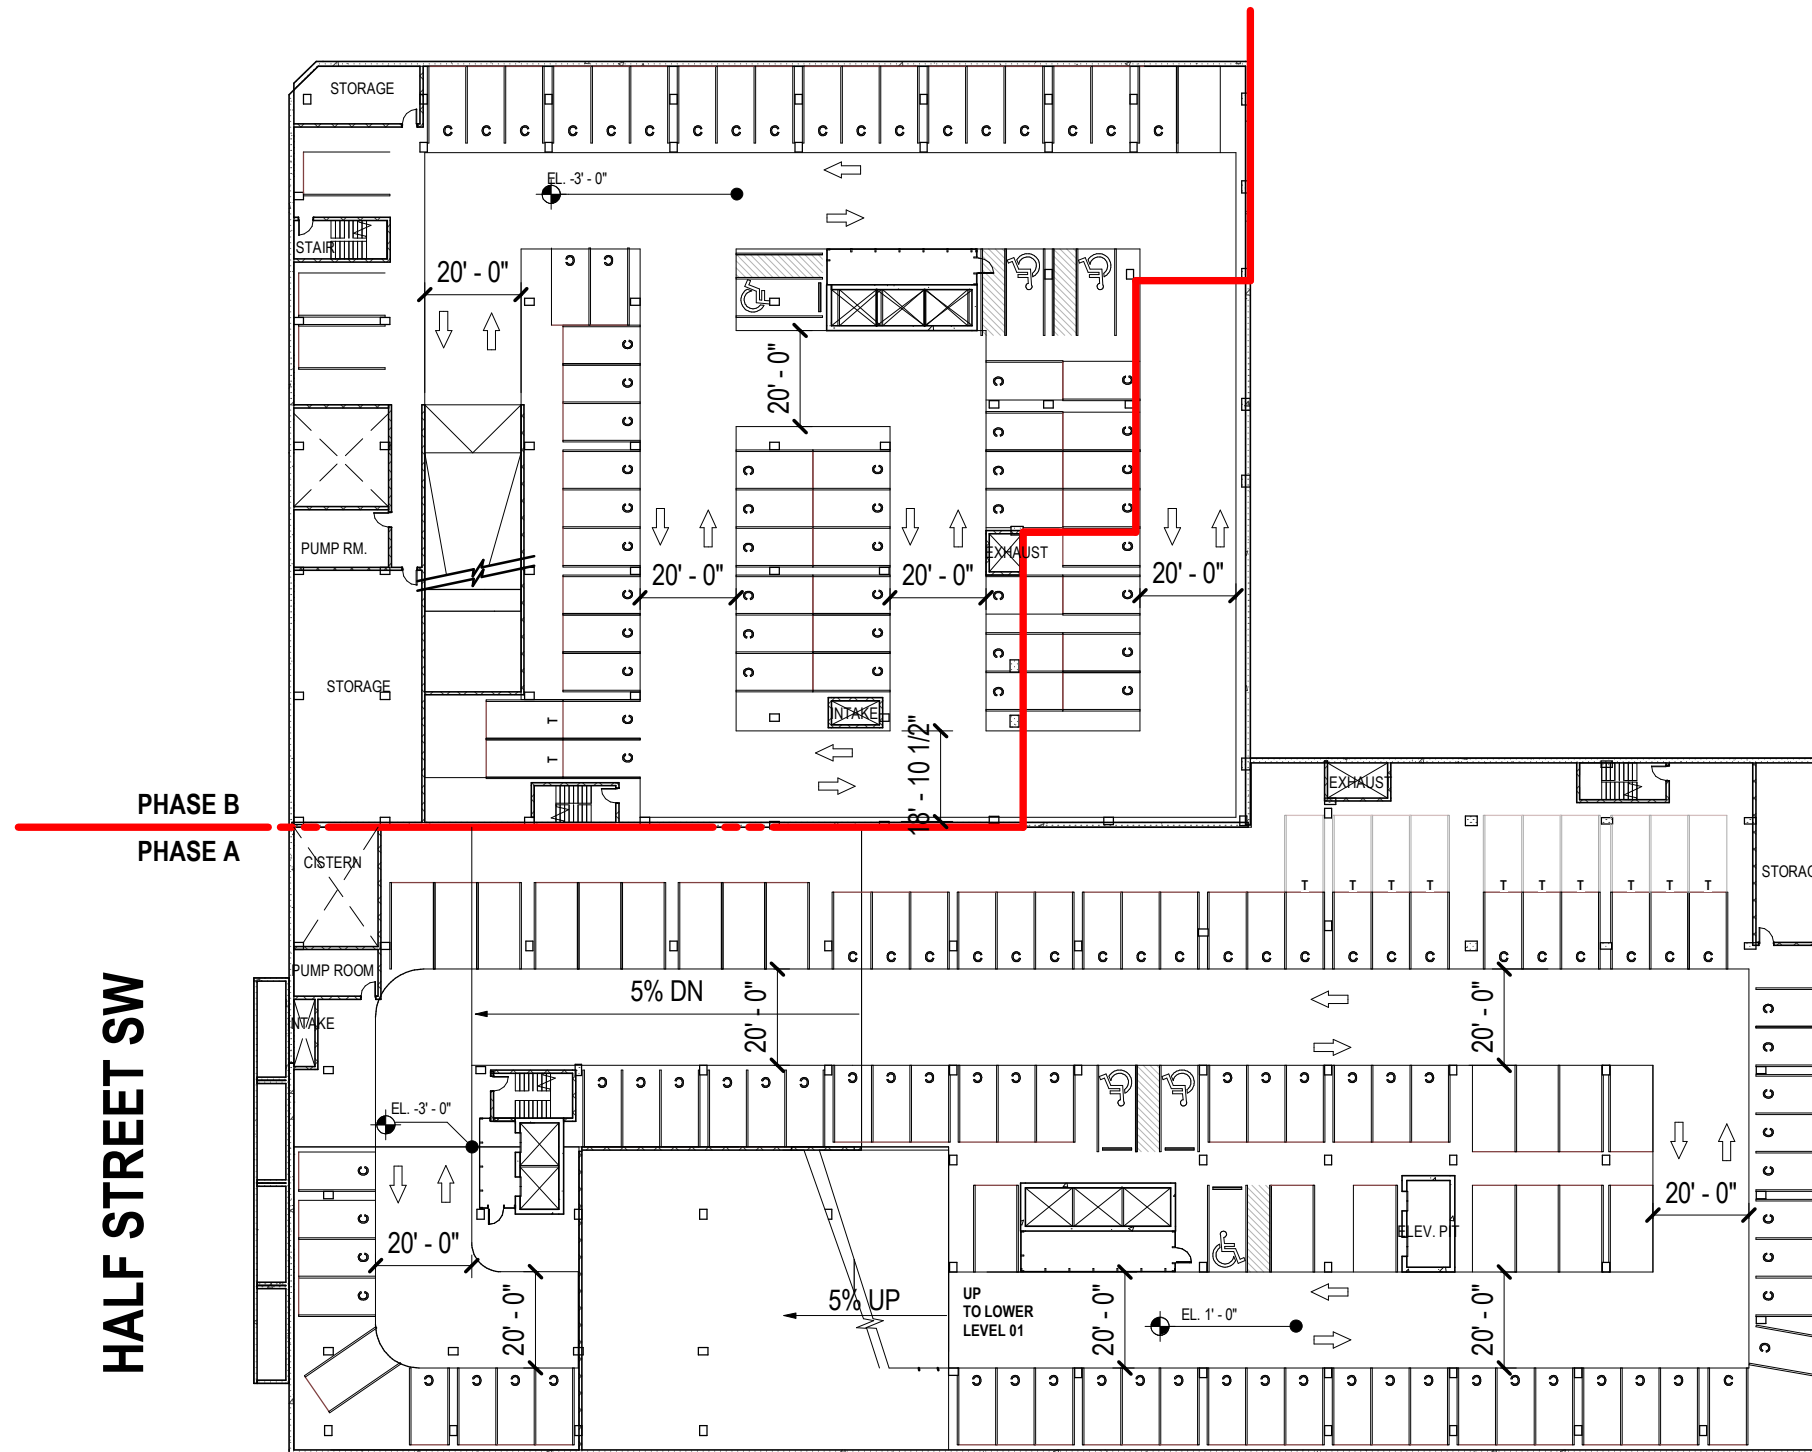 STORAGE
C C C C C C C C C C C C C C C C C C
EL. -3' - 0"
STAIR
20' - 0"
C C
20' - 0"
C
C
C
C
C
C
C
C
C
C
C C
C C
C C
C C
C C
C C
C C
C C
C C
C C
C C
C
C C
C C
C C
PUMP RM.
EXHAUST
20' - 0"
20' - 0"
20' - 0"
STORAGE
INTAKE
T C
T C
18' - 10 1/2"
PHASE B
PHASE A
EXHAUST
CISTERN
STORAG
T T T T T T T T T T
C C C C C C C C C C C C C C C C C C C C C C
PUMP ROOM
5% DN
20' - 0"
20' - 0"
INTAKE
HALF STREET SW
C C C C C C C C C C C C C C C C C C
EL. -3' - 0"
C
C
C
C
20' - 0"
20' - 0"
20' - 0"
ELEV. PIT
5% UP
UP
TO LOWER
LEVEL 01
20' - 0"
EL. 1' - 0"
20' - 0"
C
C
C
C
C
C
C
C
C
C C C C
C C C C C C C C C C C C C C C C C C C